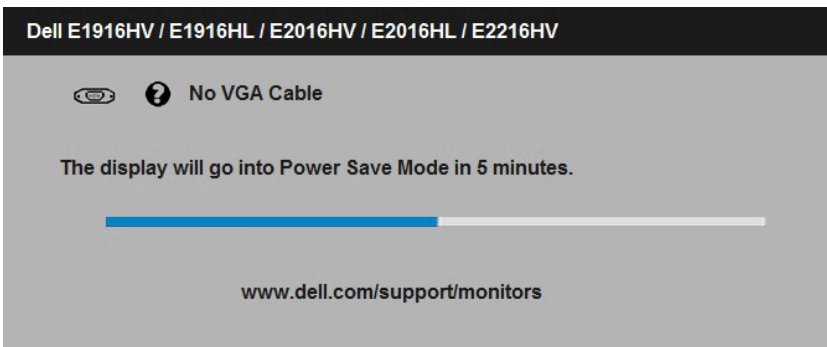 Dell E1916HV / E1916HL / E2016HV / E2016HL / E2216HV
No VGA Cable
The display will go into Power Save Mode in 5 minutes.
www.dell.com/support/monitors